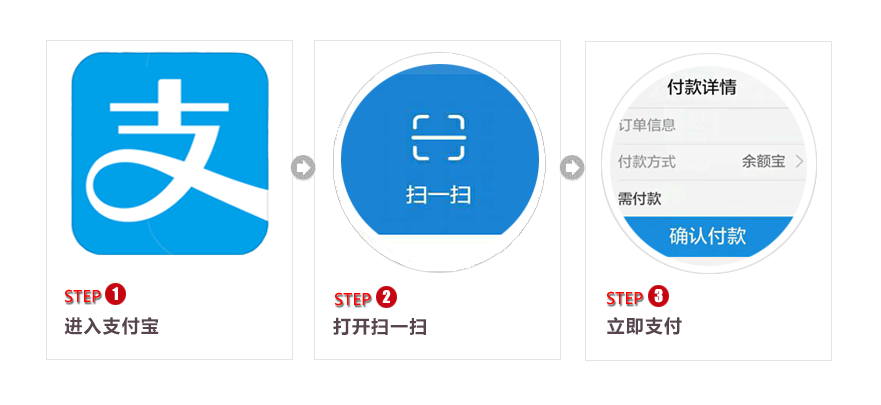 支
STEP 1
进入支付宝
扫一扫
STEP 2
打开扫一扫
付款详情
订单信息
付款方式 余额宝
需付款
确认付款
STEP 3
立即支付